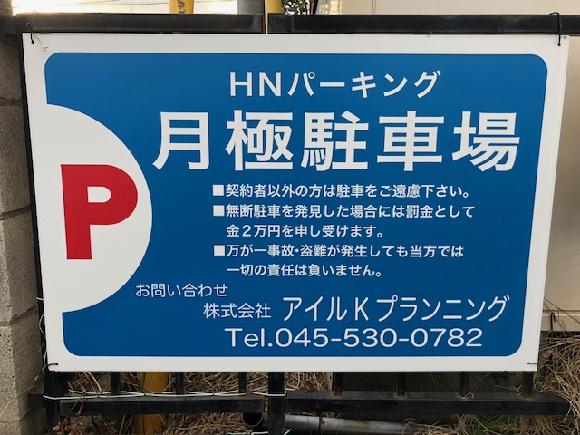 HNパーキング
月極駐車場
P
■契約者以外の方は駐車をご遠慮下さい。
■無断駐車を発見した場合には罰金として
金2万円を申し受けます。
■万が一事故・盗難が発生しても当方では
一切の責任は負いません。
お問い合わせ
株式会社 アイルKプランニング
Tel.045-530-0782